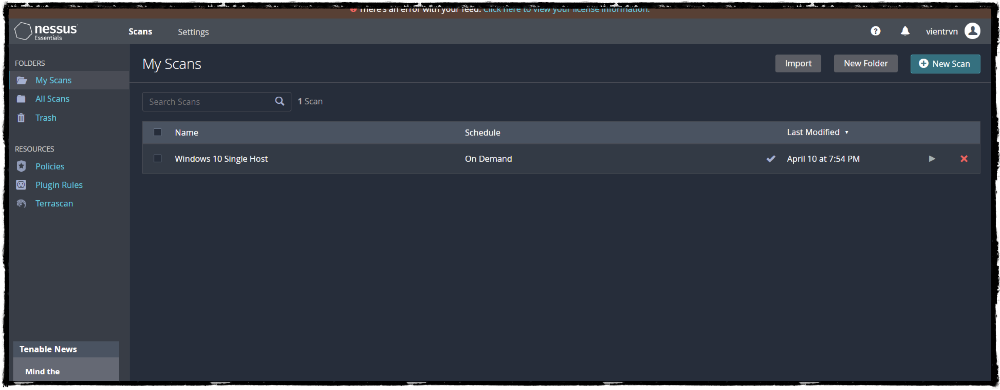 There's an error with your feed. Click here to view your license information.
nessus
Essentials
Scans
Settings
vientrvn
FOLDERS
My Scans
All Scans
Trash
RESOURCES
Policies
Plugin Rules
Terrascan
Tenable News
Mind the
My Scans
Import
New Folder
New Scan
Search Scans
1 Scan
Name
Schedule
Last Modified
Windows 10 Single Host
On Demand
April 10 at 7:54 PM